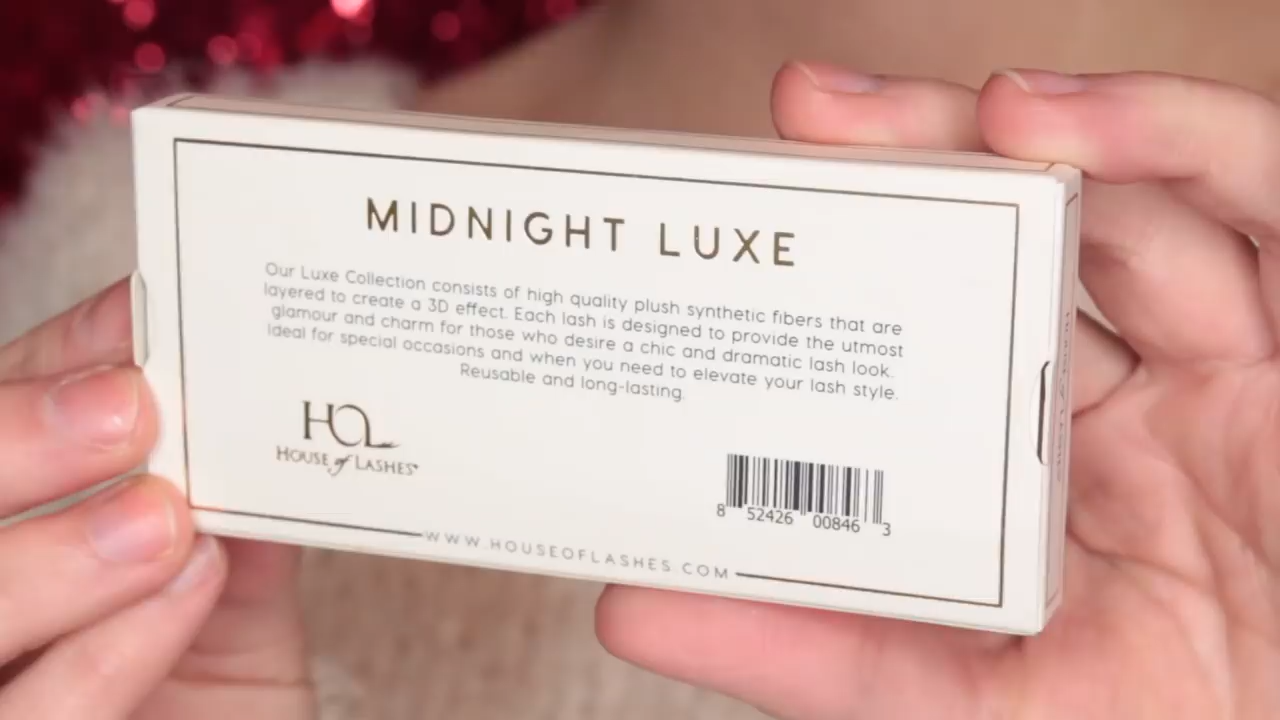 MIDNIGHT LUXE
Our Luxe Collection consists of high quality plush synthetic fibers that are
layered to create a 3D effect. Each lash is designed to provide the utmost
glamour and charm for those who desire a chic and dramatic lash look.
Ideal for special occasions and when you need to elevate your lash style.
Reusable and long-lasting.
HOL
HOUSE of LASHES
8 52426 00846 3
WWW.HOUSEOFLASHES.COM